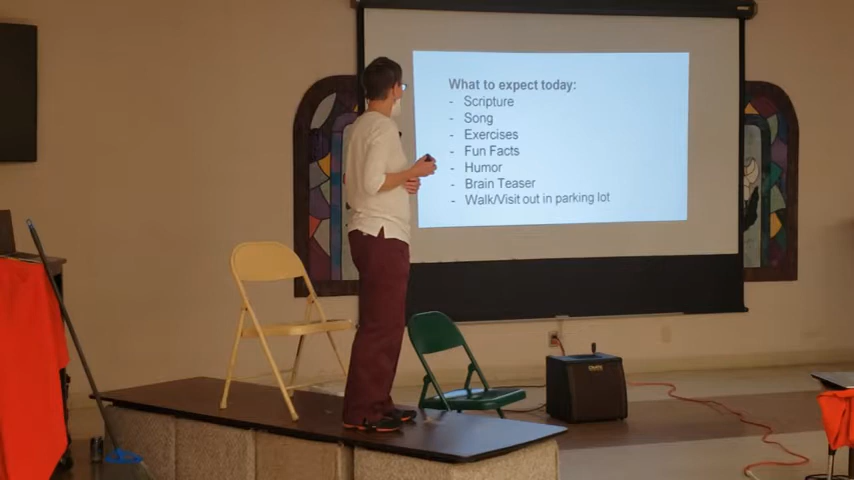 What to expect today:
- Scripture
- Song
- Exercises
- Fun Facts
- Humor
- Brain Teaser
- Walk/Visit out in parking lot